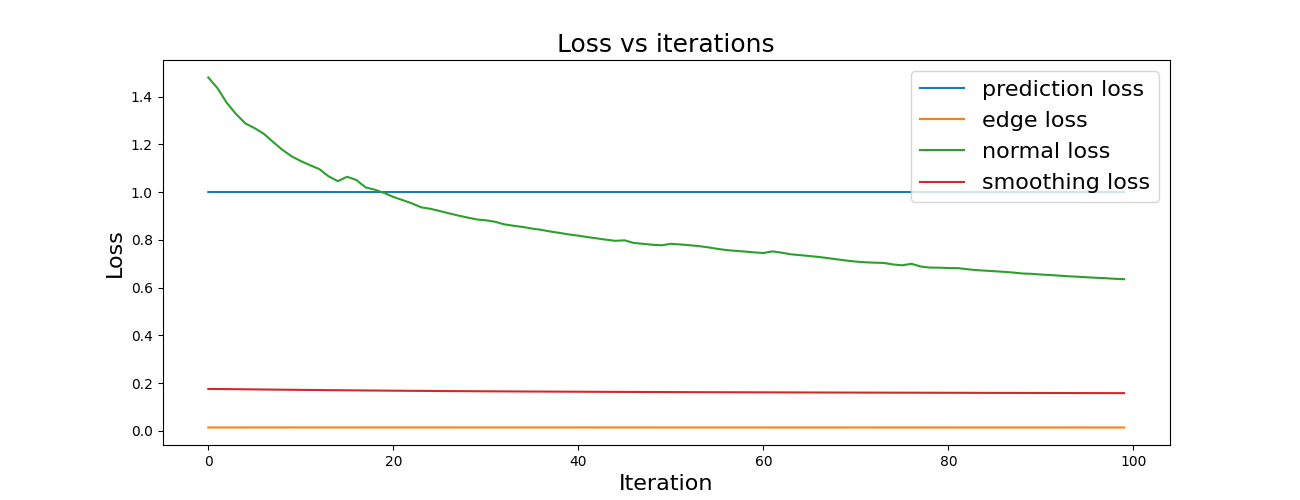 Loss vs iterations
prediction loss
edge loss
normal loss
smoothing loss
Loss
1.4
1.2
1.0
0.8
0.6
0.4
0.2
0.0
0 20 40 60 80 100
Iteration